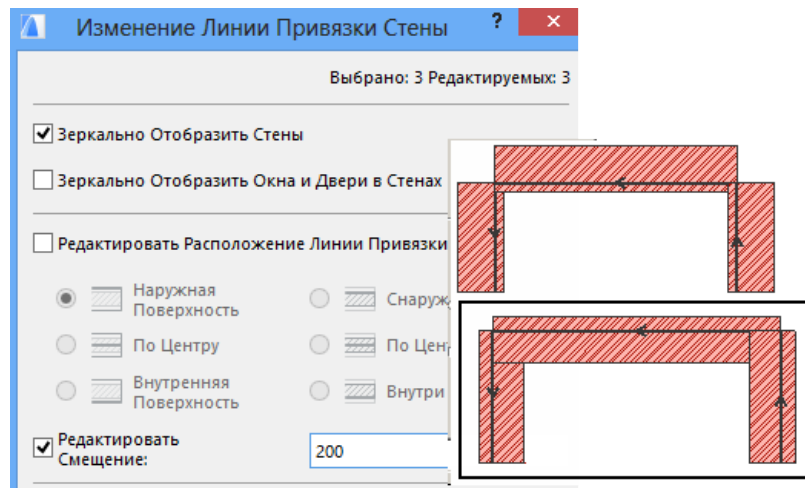 Изменение Линии Привязки Стены ?
Выбрано: 3 Редактируемых: 3
Зеркально Отобразить Стены
Зеркально Отобразить Окна и Двери в Стенах
Редактировать Расположение Линии Привязки
Наружная
Поверхность
Снаруж
По Центру
По Цен
Внутренняя
Поверхность
Внутри
Редактировать
Смещение:
200